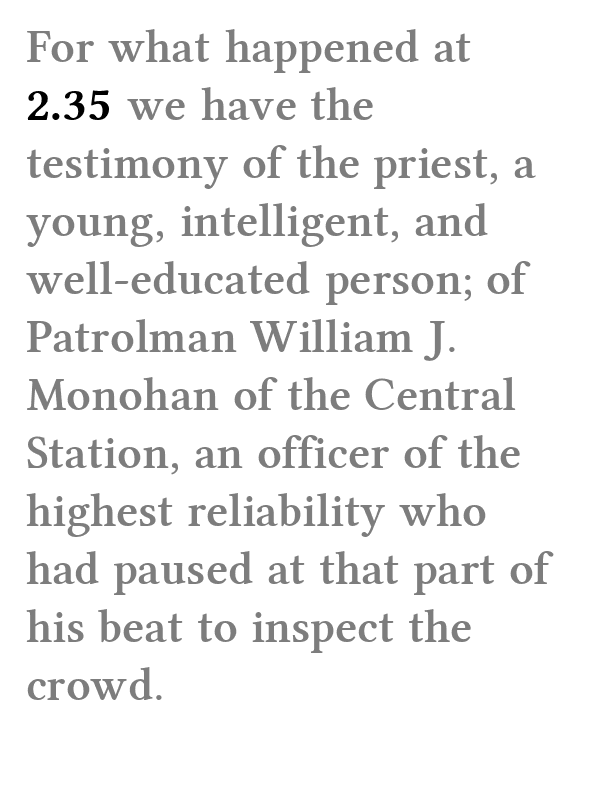 For what happened at
2.35 we have the
testimony of the priest, a
young, intelligent, and
well-educated person; of
Patrolman William J.
Monohan of the Central
Station, an officer of the
highest reliability who
had paused at that part of
his beat to inspect the
crowd.